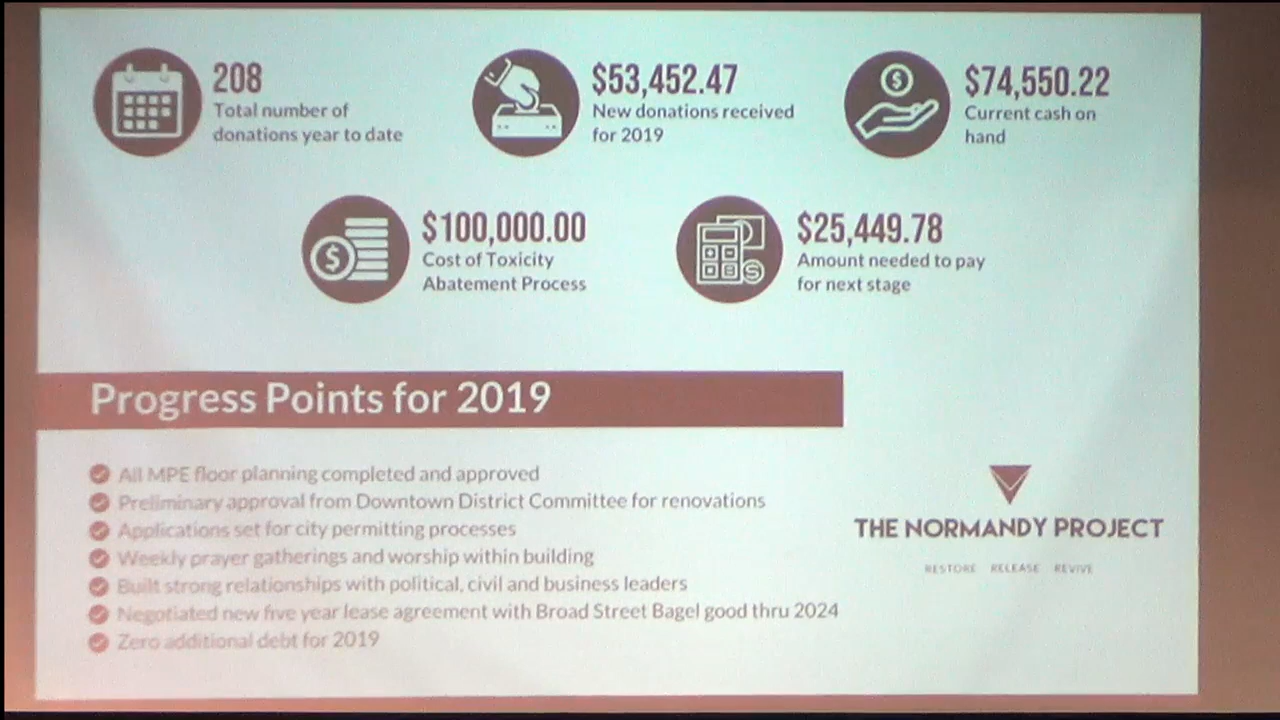 208
Total number of
donations year to date
$53,452.47
New donations received
for 2019
$74,550.22
Current cash on
hand
$100,000.00
Cost of Toxicity
Abatement Process
$25,449.78
Amount needed to pay
for next stage
Progress Points for 2019
All MPE floor planning completed and approved
Preliminary approval from Downtown District Committee for renovations
Applications set for city permitting processes
Weekly prayer gatherings and worship within building
Built strong relationships with political, civil and business leaders
Negotiated new five year lease agreement with Broad Street Bagel good thru 2024
Zero additional debt for 2019
THE NORMANDY PROJECT
RESTORE RELEASE REVIVE